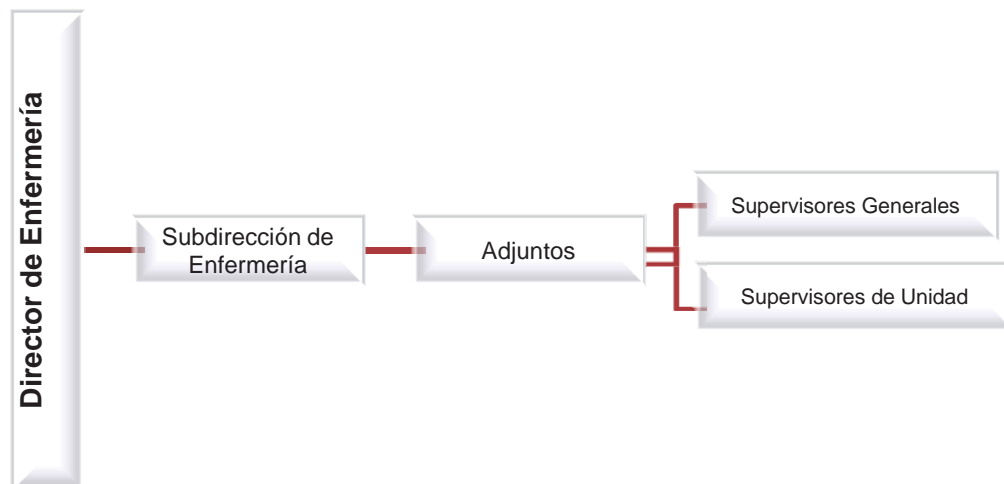 Director de Enfermería
Subdirección de
Enfermería
Adjuntos
Supervisores Generales
Supervisores de Unidad